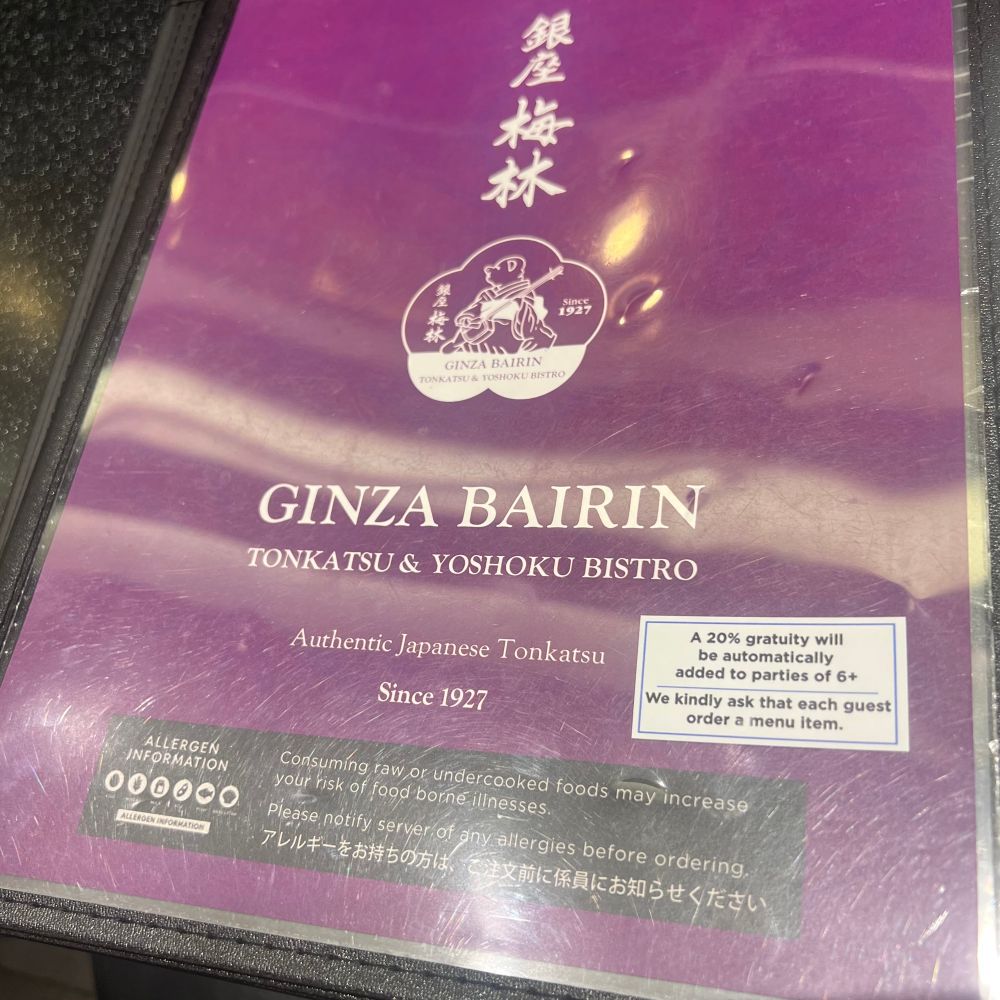 銀座梅林
銀座梅林
Since
1927
GINZA BAIRIN
TONKATSU & YOSHOKU BISTRO
GINZA BAIRIN
TONKATSU & YOSHOKU BISTRO
Authentic Japanese Tonkatsu
Since 1927
A 20% gratuity will
be automatically
added to parties of 6+
We kindly ask that each guest
order a menu item.
ALLERGEN
INFORMATION
ALLERGEN INFORMATION
Consuming raw or undercooked foods may increase
your risk of food borne illnesses.
Please notify server of any allergies before ordering.
アレルギーをお持ちの方は、ご注文前に係員にお知らせください